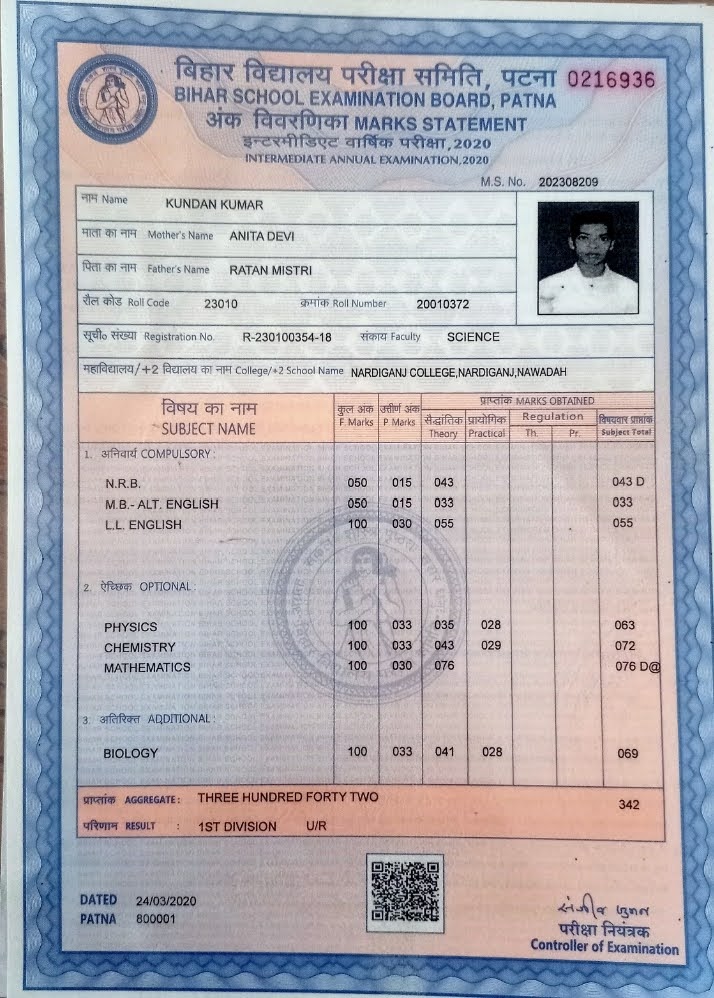 बिहार विद्यालय परीक्षा समिति, पटना 0216936
BIHAR SCHOOL EXAMINATION BOARD, PATNA
अंक विवरणिका MARKS STATEMENT
इन्टरमीडिएट वार्षिक परीक्षा, 2020
INTERMEDIATE ANNUAL EXAMINATION, 2020
M.S. No. 202308209
नाम Name KUNDAN KUMAR
माता का नाम Mother's Name ANITA DEVI
पिता का नाम Father's Name RATAN MISTRI
रौल कोड Roll Code 23010 क्रमांक Roll Number 20010372
सूची० संख्या Registration No. R-230100354-18 संकाय Faculty SCIENCE
महाविद्यालय/+2 विद्यालय का नाम College/+2 School Name NARDIGANJ COLLEGE,NARDIGANJ,NAWADAH
विषय का नाम कुल अंक उत्तीर्ण अंक प्राप्तांक MARKS OBTAINED
SUBJECT NAME F. Marks P. Marks सैद्धांतिक प्रायोगिक Regulation विषयवार प्राप्तांक
Theory Practical Th. Pr. Subject Total
1. अनिवार्य COMPULSORY :
N.R.B. 050 015 043 043 D
M.B.- ALT. ENGLISH 050 015 033 033
L.L. ENGLISH 100 030 055 055
2. ऐच्छिक OPTIONAL :
PHYSICS 100 033 035 028 063
CHEMISTRY 100 033 043 029 072
MATHEMATICS 100 030 076 076 D@
3. अतिरिक्त ADDITIONAL :
BIOLOGY 100 033 041 028 069
प्राप्तांक AGGREGATE : THREE HUNDRED FORTY TWO 342
परिणाम RESULT : 1ST DIVISION U/R
DATED 24/03/2020
PATNA 800001
परीक्षा नियंत्रक
Controller of Examination